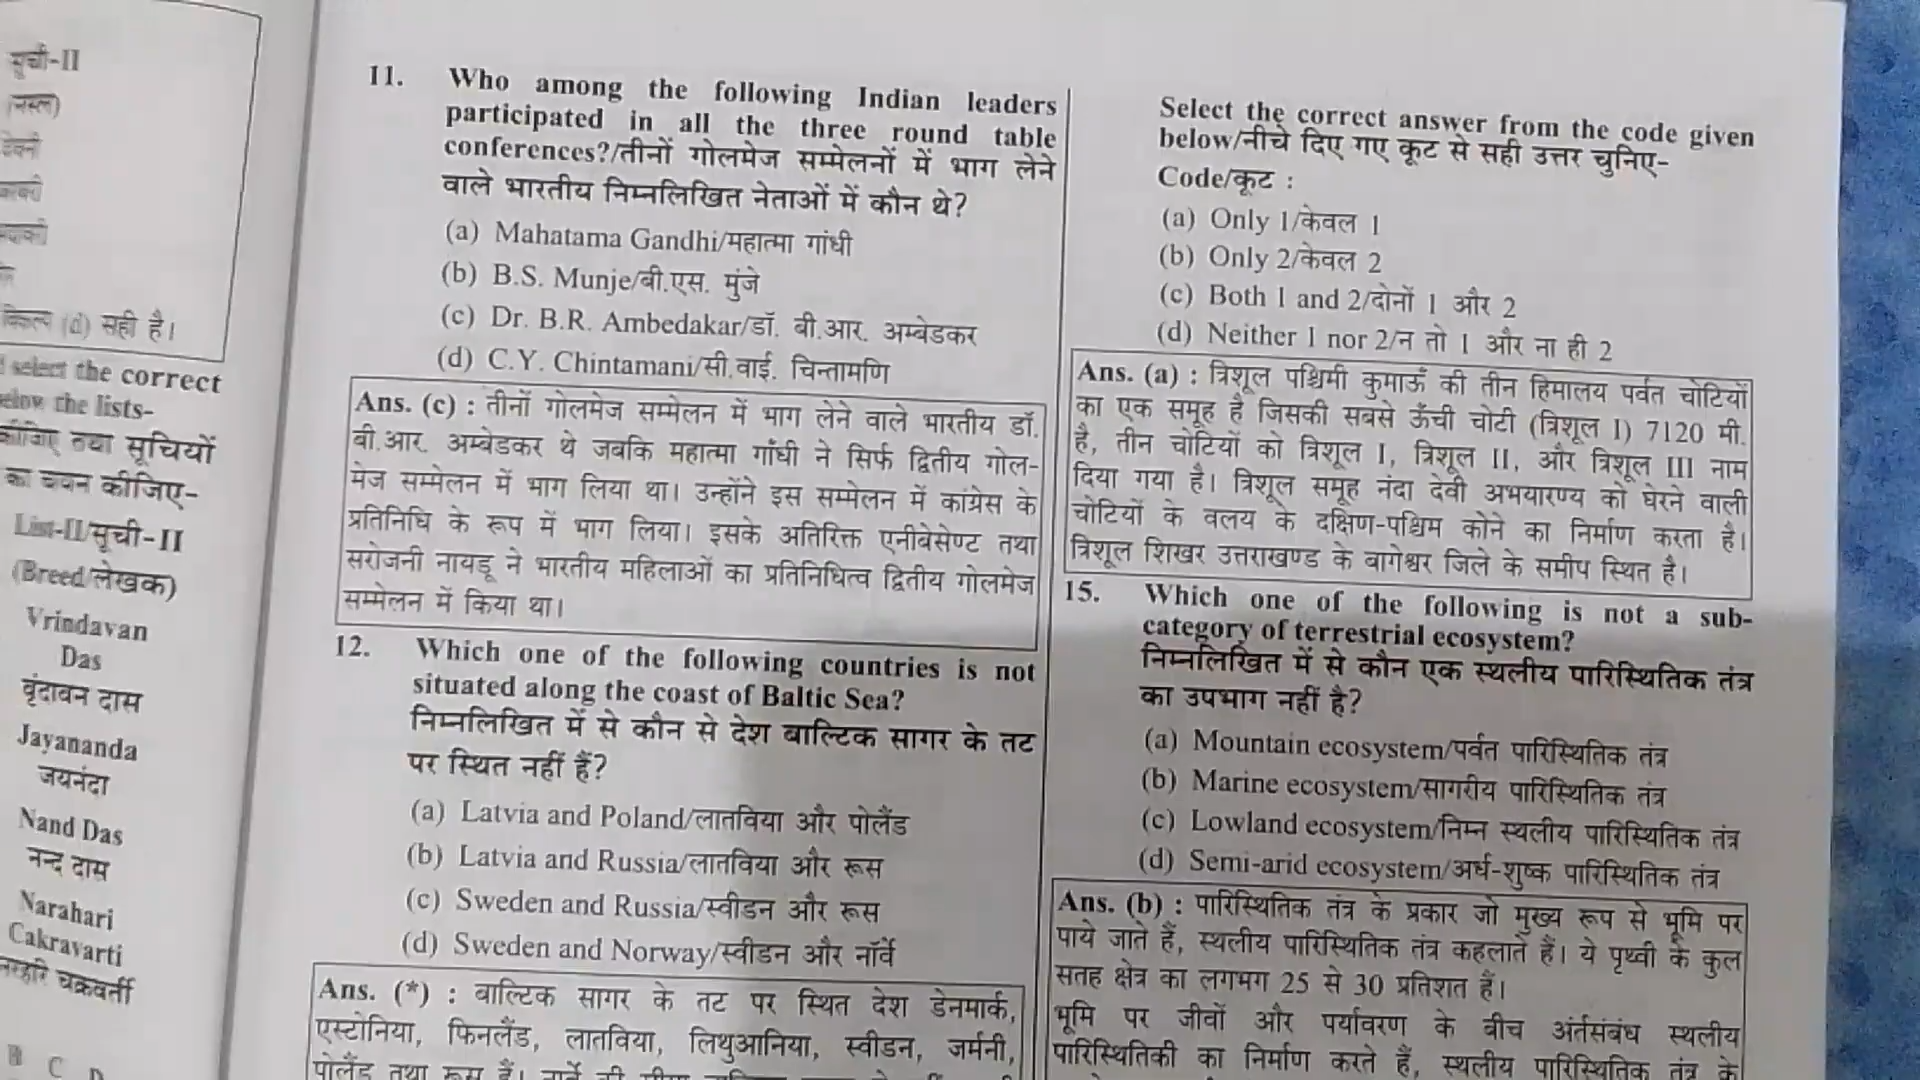 सूची-II
(नस्ल)
विकल्प (d) सही है।
select the correct
below the lists-
कीजिए तथा सूचियों
का चयन कीजिए-
List-II/सूची-II
(Breed/लेखक)
Vrindavan
Das
वृंदावन दास
Jayananda
जयनंदा
Nand Das
नन्द दास
Narahari
Cakravarti
नरहरि चक्रवर्ती
B C D
11. Who among the following Indian leaders
participated in all the three round table
conferences?/तीनों गोलमेज सम्मेलनों में भाग लेने
वाले भारतीय निम्नलिखित नेताओं में कौन थे?
(a) Mahatama Gandhi/महात्मा गांधी
(b) B.S. Munje/बी.एस. मुंजे
(c) Dr. B.R. Ambedakar/डॉ. बी.आर. अम्बेडकर
(d) C.Y. Chintamani/सी.वाई. चिन्तामणि
Ans. (c) : तीनों गोलमेज सम्मेलन में भाग लेने वाले भारतीय डॉ.
बी.आर. अम्बेडकर थे जबकि महात्मा गाँधी ने सिर्फ द्वितीय गोल-
मेज सम्मेलन में भाग लिया था। उन्होंने इस सम्मेलन में कांग्रेस के
प्रतिनिधि के रूप में भाग लिया। इसके अतिरिक्त एनीबेसेण्ट तथा
सरोजनी नायडू ने भारतीय महिलाओं का प्रतिनिधित्व द्वितीय गोलमेज
सम्मेलन में किया था।
12. Which one of the following countries is not
situated along the coast of Baltic Sea?
निम्नलिखित में से कौन से देश बाल्टिक सागर के तट
पर स्थित नहीं हैं?
(a) Latvia and Poland/लातविया और पोलैंड
(b) Latvia and Russia/लातविया और रूस
(c) Sweden and Russia/स्वीडन और रूस
(d) Sweden and Norway/स्वीडन और नॉर्वे
Ans. (*) : बाल्टिक सागर के तट पर स्थित देश डेनमार्क,
एस्टोनिया, फिनलैंड, लातविया, लिथुआनिया, स्वीडन, जर्मनी,
पोलैंड तथा रूस हैं। नार्वे की सीमा
Select the correct answer from the code given
below/नीचे दिए गए कूट से सही उत्तर चुनिए-
Code/कूट :
(a) Only 1/केवल 1
(b) Only 2/केवल 2
(c) Both 1 and 2/दोनों 1 और 2
(d) Neither 1 nor 2/न तो 1 और ना ही 2
Ans. (a) : त्रिशूल पश्चिमी कुमाऊँ की तीन हिमालय पर्वत चोटियों
का एक समूह है जिसकी सबसे ऊँची चोटी (त्रिशूल I) 7120 मी.
है, तीन चोटियों को त्रिशूल I, त्रिशूल II, और त्रिशूल III नाम
दिया गया है। त्रिशूल समूह नंदा देवी अभयारण्य को घेरने वाली
चोटियों के वलय के दक्षिण-पश्चिम कोने का निर्माण करता है।
त्रिशूल शिखर उत्तराखण्ड के बागेश्वर जिले के समीप स्थित है।
15. Which one of the following is not a sub-
category of terrestrial ecosystem?
निम्नलिखित में से कौन एक स्थलीय पारिस्थितिक तंत्र
का उपभाग नहीं है?
(a) Mountain ecosystem/पर्वत पारिस्थितिक तंत्र
(b) Marine ecosystem/सागरीय पारिस्थितिक तंत्र
(c) Lowland ecosystem/निम्न स्थलीय पारिस्थितिक तंत्र
(d) Semi-arid ecosystem/अर्ध-शुष्क पारिस्थितिक तंत्र
Ans. (b) : पारिस्थितिक तंत्र के प्रकार जो मुख्य रूप से भूमि पर
पाये जाते हैं, स्थलीय पारिस्थितिक तंत्र कहलाते हैं। ये पृथ्वी के कुल
सतह क्षेत्र का लगभग 25 से 30 प्रतिशत हैं।
भूमि पर जीवों और पर्यावरण के बीच अंर्तसंबंध स्थलीय
पारिस्थितिकी का निर्माण करते हैं, स्थलीय पारिस्थितिक तंत्र के